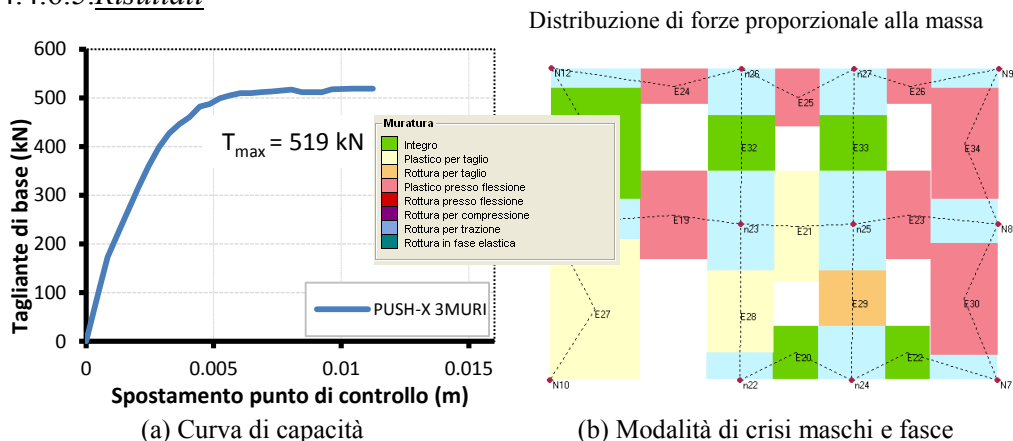 4.4.6.3.Risultati
Distribuzione di forze proporzionale alla massa
600
500
400
300
200
100
0
Tagliante di base (kN)
Tmax = 519 kN
PUSH-X 3MURI
0
0.005
0.01
0.015
Spostamento punto di controllo (m)
(a) Curva di capacità
Muratura
Integro
Plastico per taglio
Rottura per taglio
Plastico presso flessione
Rottura presso flessione
Rottura per compressione
Rottura per trazione
Rottura in fase elastica
N12
n26
n27
N9
E24
E25
E26
E32
E33
E34
E19
n23
E21
n25
E23
N8
E27
E28
E29
E30
E20
E22
N10
n22
n24
N7
(b) Modalità di crisi maschi e fasce